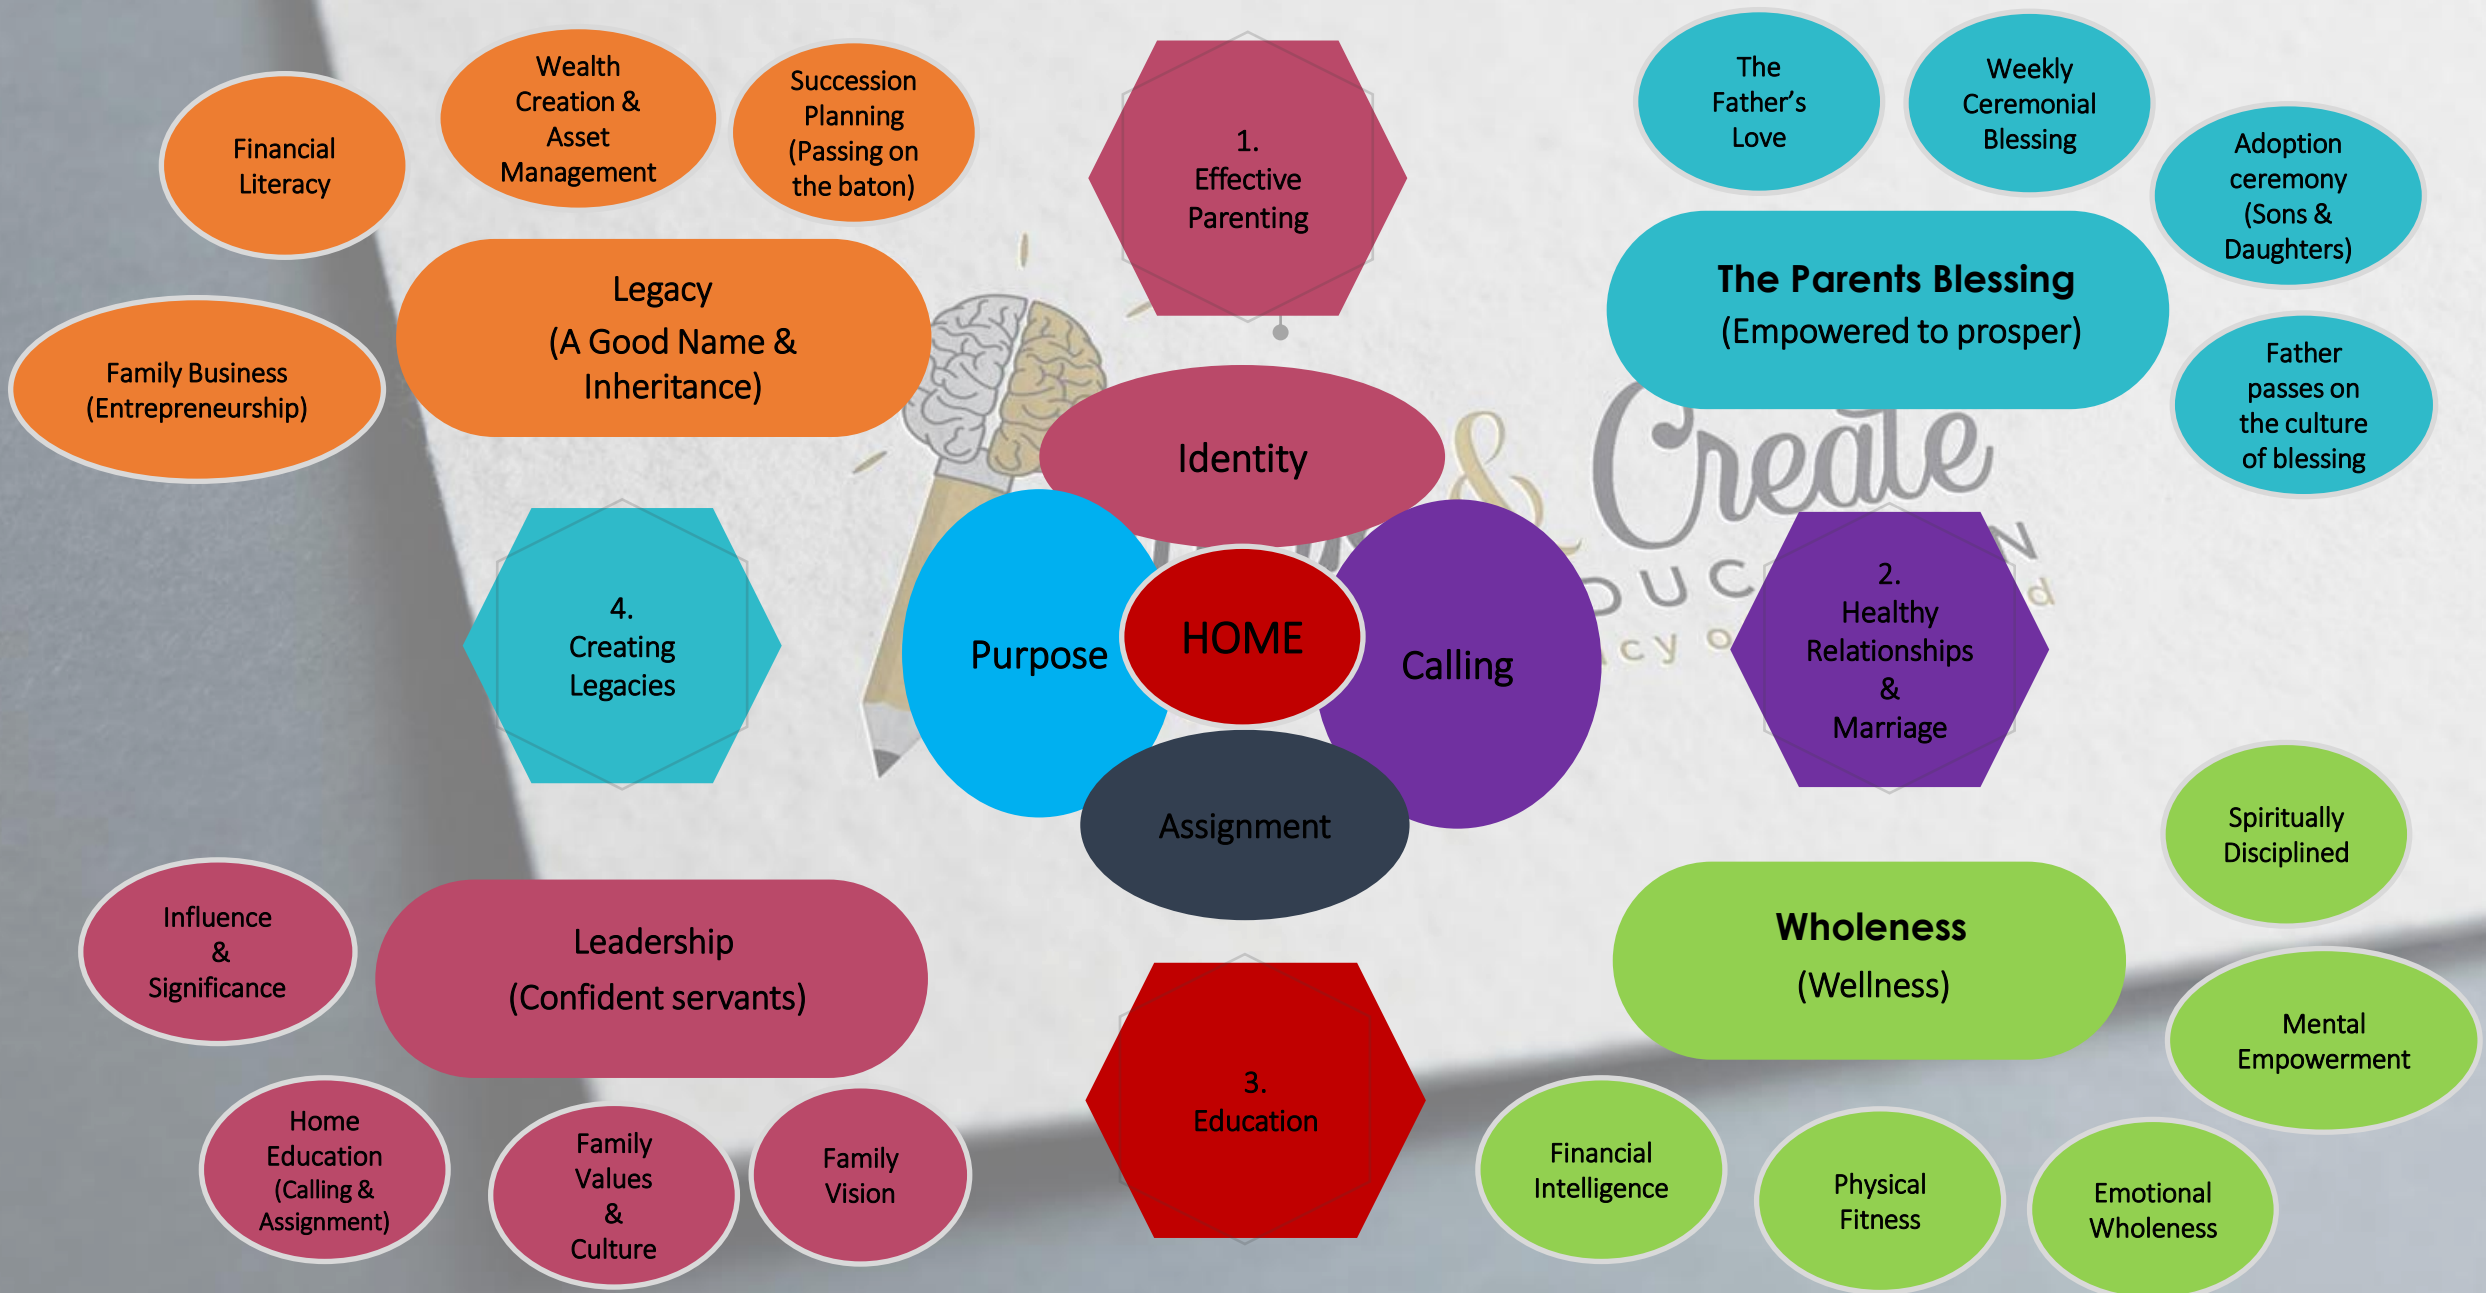 Financial
Literacy
Wealth
Creation &
Asset
Management
Succession
Planning
(Passing on
the baton)
Family Business
(Entrepreneurship)
Legacy
(A Good Name &
Inheritance)
1.
Effective
Parenting
The
Father's
Love
Weekly
Ceremonial
Blessing
Adoption
ceremony
(Sons &
Daughters)
The Parents Blessing
(Empowered to prosper)
Father
passes on
the culture
of blessing
Identity
& Create
4.
Creating
Legacies
Purpose
HOME
Calling
Assignment
2.
Healthy
Relationships
&
Marriage
Influence
&
Significance
Leadership
(Confident servants)
Home
Education
(Calling &
Assignment)
Family
Values
&
Culture
Family
Vision
3.
Education
Wholeness
(Wellness)
Spiritually
Disciplined
Mental
Empowerment
Financial
Intelligence
Physical
Fitness
Emotional
Wholeness